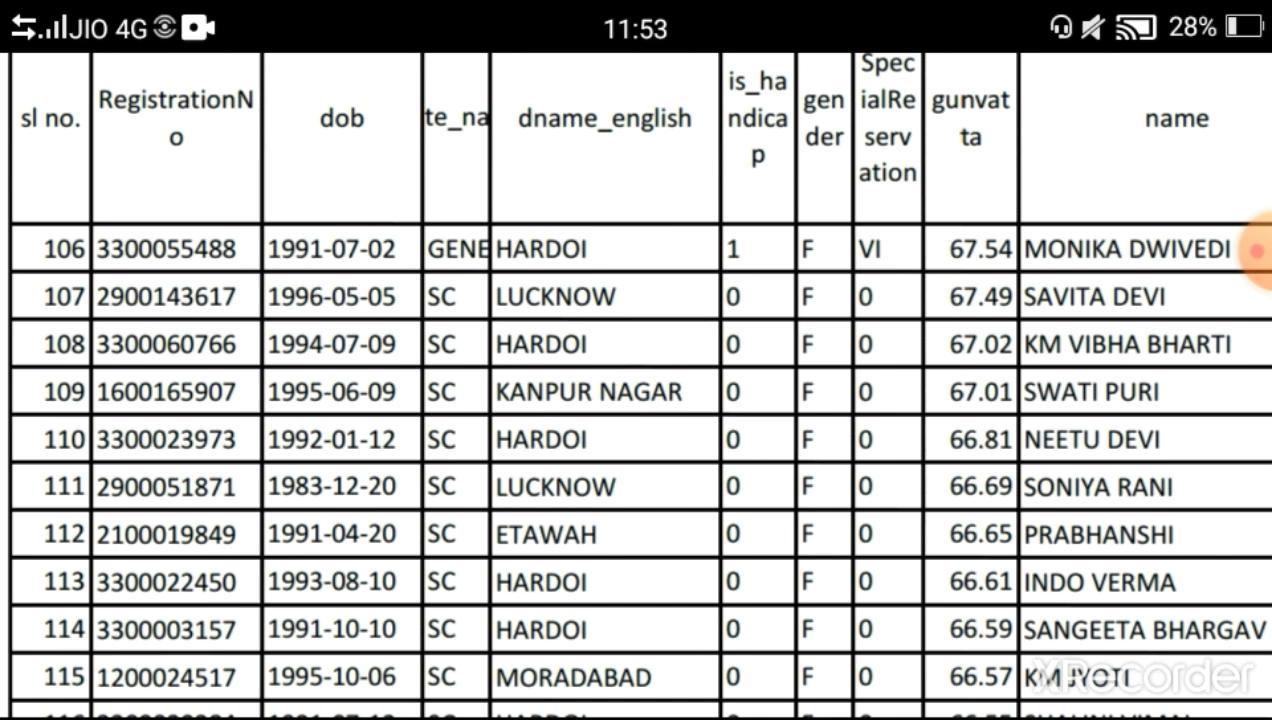 JIO 4G 11:53 28%
sl no. RegistrationN o dob te_na dname_english is_ha ndica p gen der Spec ialRe serv ation gunvat ta name
106 3300055488 1991-07-02 GENE HARDOI 1 F VI 67.54 MONIKA DWIVEDI
107 2900143617 1996-05-05 SC LUCKNOW 0 F 0 67.49 SAVITA DEVI
108 3300060766 1994-07-09 SC HARDOI 0 F 0 67.02 KM VIBHA BHARTI
109 1600165907 1995-06-09 SC KANPUR NAGAR 0 F 0 67.01 SWATI PURI
110 3300023973 1992-01-12 SC HARDOI 0 F 0 66.81 NEETU DEVI
111 2900051871 1983-12-20 SC LUCKNOW 0 F 0 66.69 SONIYA RANI
112 2100019849 1991-04-20 SC ETAWAH 0 F 0 66.65 PRABHANSHI
113 3300022450 1993-08-10 SC HARDOI 0 F 0 66.61 INDO VERMA
114 3300003157 1991-10-10 SC HARDOI 0 F 0 66.59 SANGEETA BHARGAV
115 1200024517 1995-10-06 SC MORADABAD 0 F 0 66.57 KM JYOTI
XRecorder